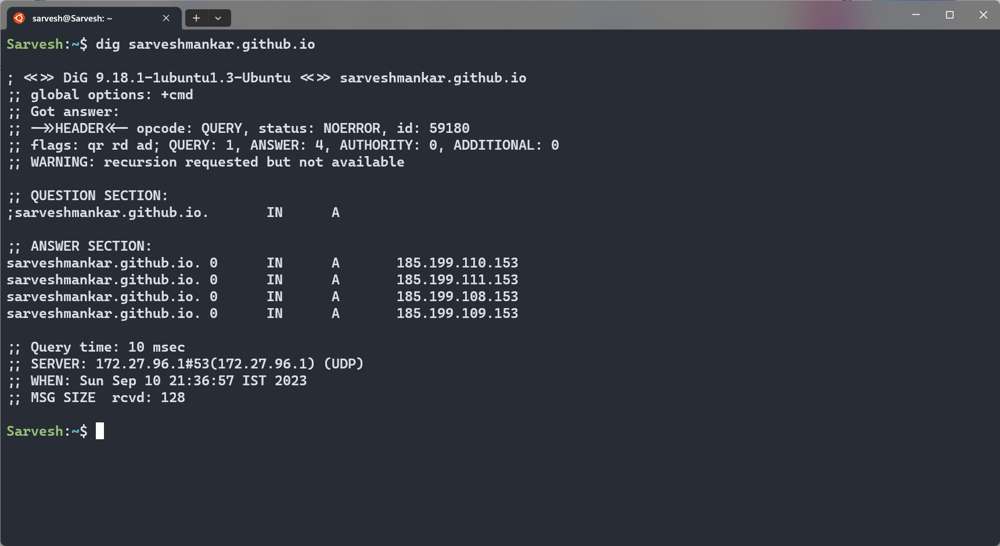 sarvesh@Sarvesh: ~
Sarvesh:~$ dig sarveshmankar.github.io
; <<>> DiG 9.18.1-1ubuntu1.3-Ubuntu <<>> sarveshmankar.github.io
;; global options: +cmd
;; Got answer:
;; ->>HEADER<<- opcode: QUERY, status: NOERROR, id: 59180
;; flags: qr rd ad; QUERY: 1, ANSWER: 4, AUTHORITY: 0, ADDITIONAL: 0
;; WARNING: recursion requested but not available
;; QUESTION SECTION:
;sarveshmankar.github.io. IN A
;; ANSWER SECTION:
sarveshmankar.github.io. 0 IN A 185.199.110.153
sarveshmankar.github.io. 0 IN A 185.199.111.153
sarveshmankar.github.io. 0 IN A 185.199.108.153
sarveshmankar.github.io. 0 IN A 185.199.109.153
;; Query time: 10 msec
;; SERVER: 172.27.96.1#53(172.27.96.1) (UDP)
;; WHEN: Sun Sep 10 21:36:57 IST 2023
;; MSG SIZE  rcvd: 128
Sarvesh:~$